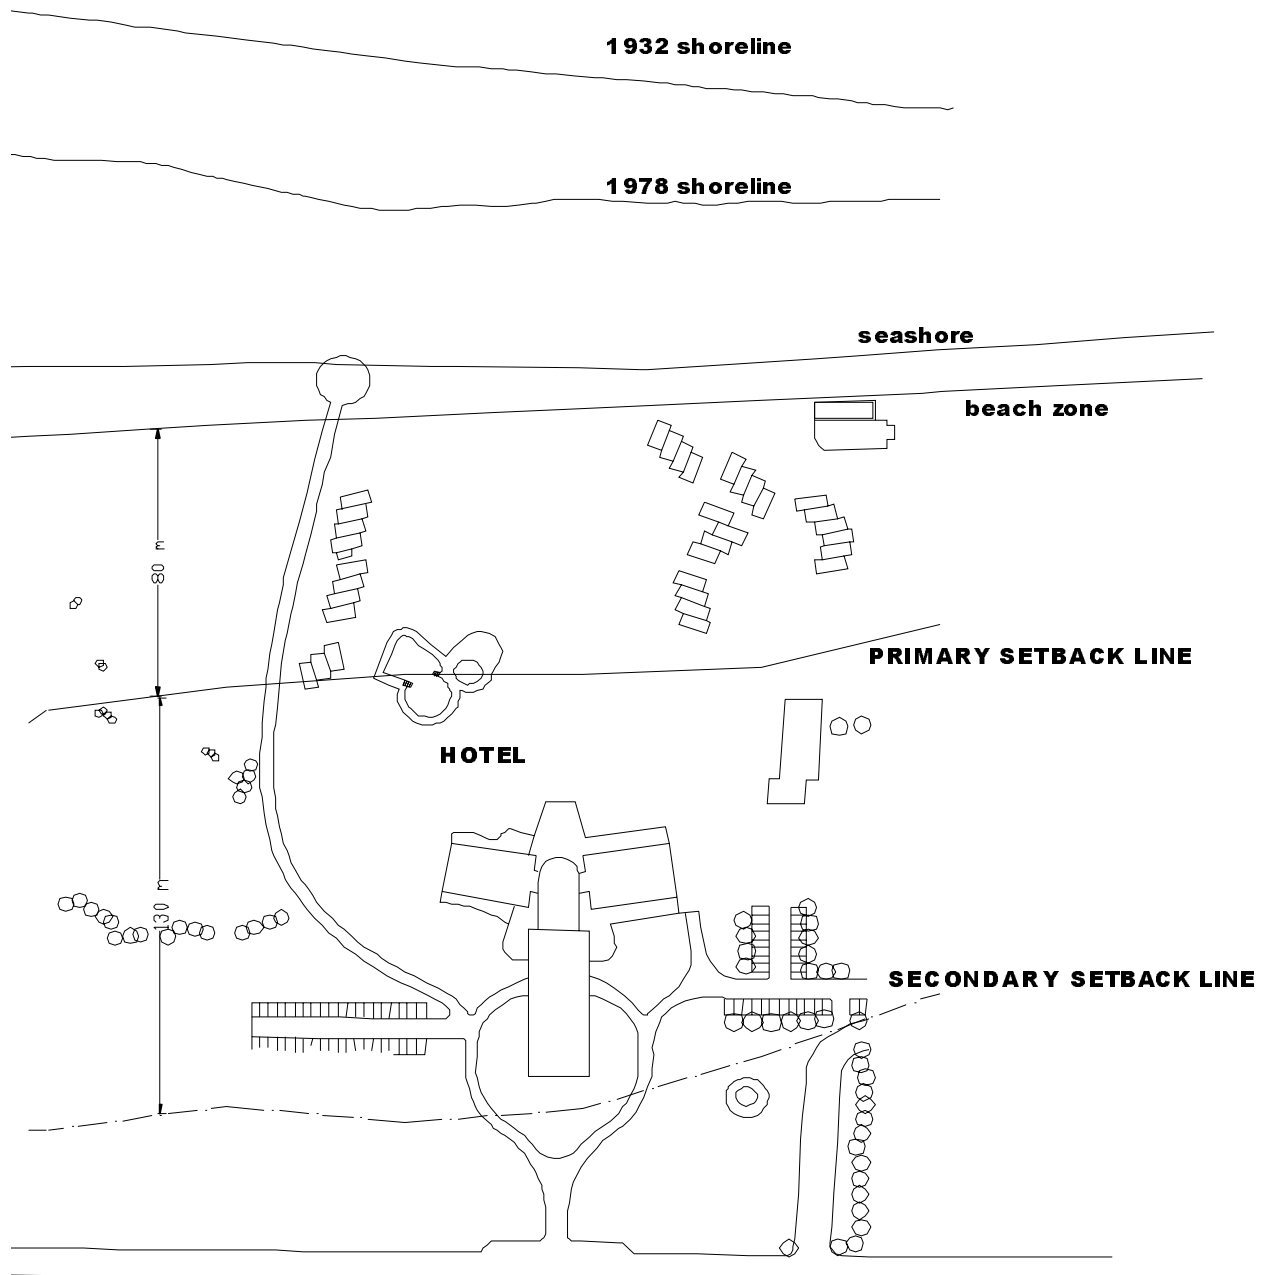 1932 shoreline
1978 shoreline
seashore
beach zone
80 m
PRIMARY SETBACK LINE
HOTEL
130 m
SECONDARY SETBACK LINE